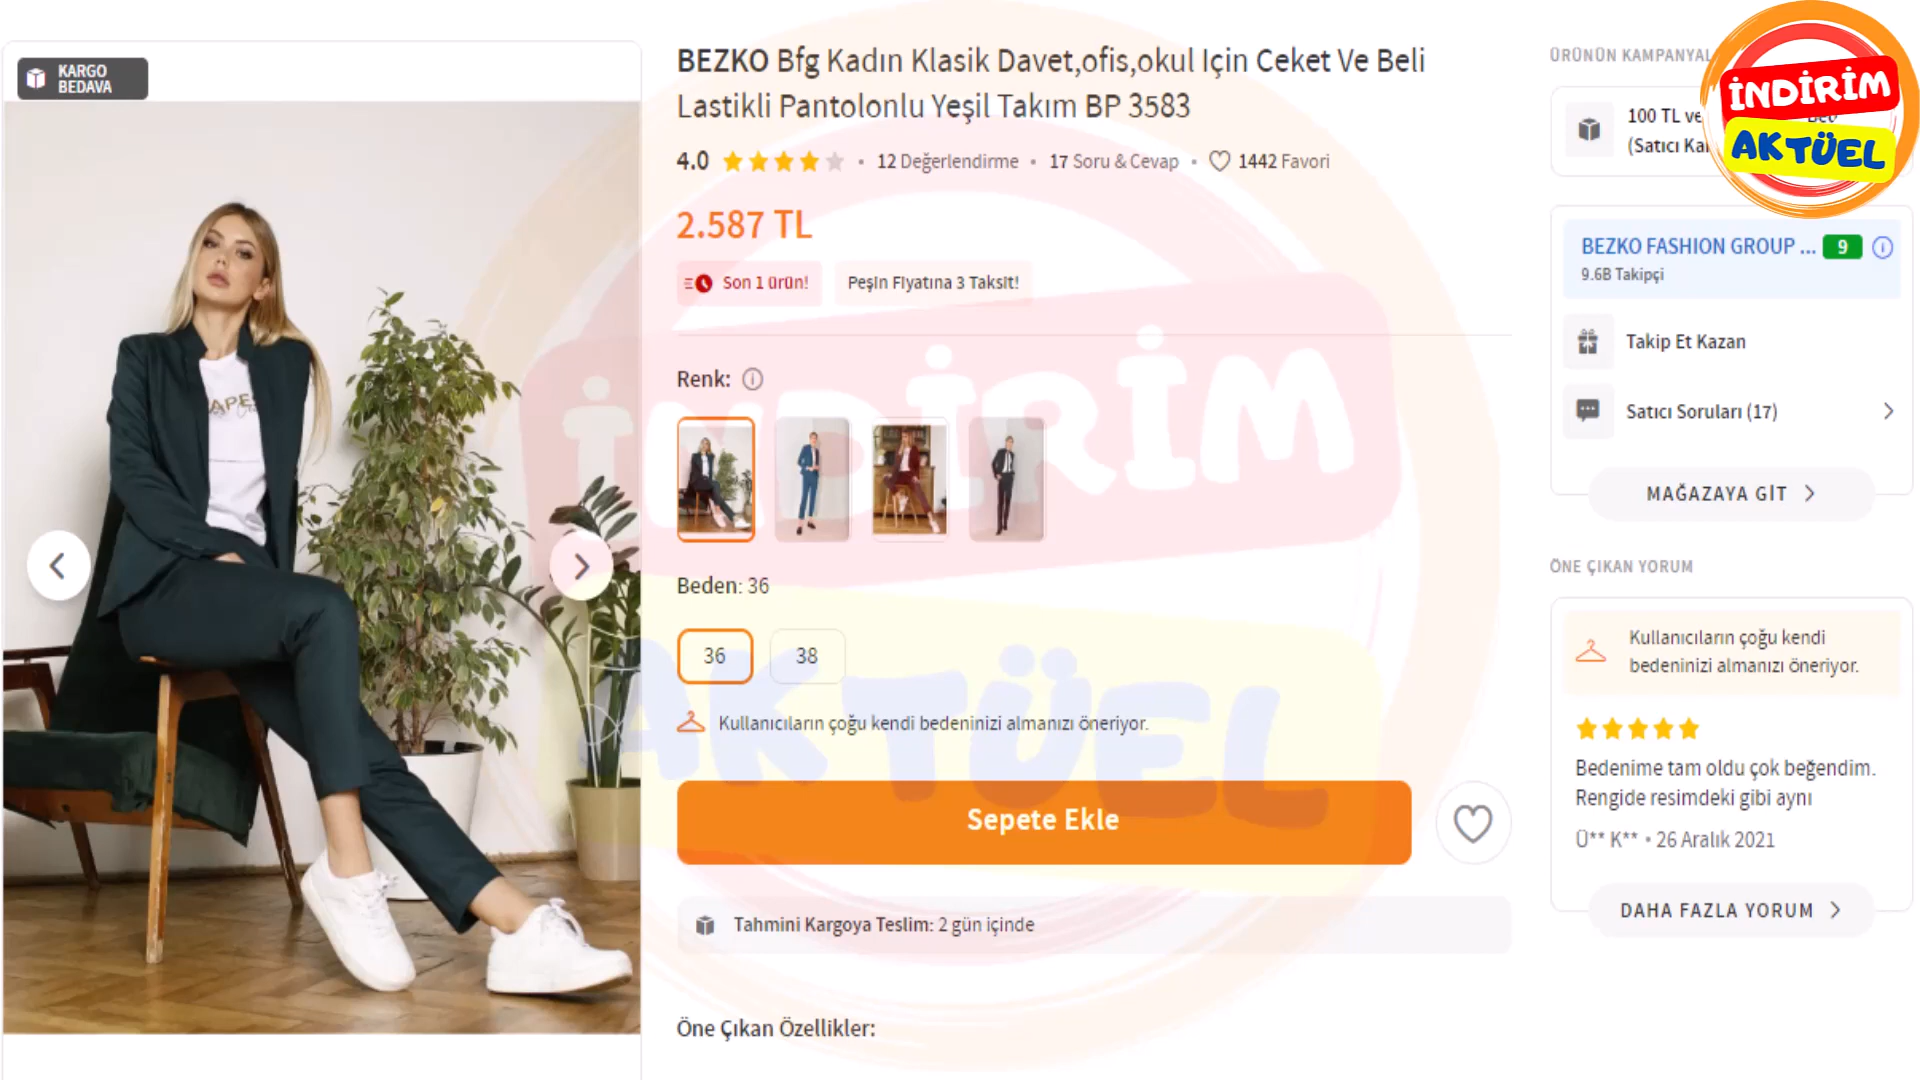 KARGO
BEDAVA
APES
BEZKO Bfg Kadın Klasik Davet,ofis,okul Için Ceket Ve Beli
Lastikli Pantolonlu Yeşil Takım BP 3583
4.0 • 12 Değerlendirme • 17 Soru & Cevap • 1442 Favori
2.587 TL
Son 1 ürün! Peşin Fiyatına 3 Taksit!
Renk:
Beden: 36
36 38
Kullanıcıların çoğu kendi bedeninizi almanızı öneriyor.
Sepete Ekle
Tahmini Kargoya Teslim: 2 gün içinde
Öne Çıkan Özellikler:
İNDİRİM
AKTÜEL
ÜRÜNÜN
100 TL ve
(Satıcı
İNDİRİM
AKTÜEL
BEZKO FASHION GROUP ... 9
9.6B Takipçi
Takip Et Kazan
Satıcı Soruları (17)
MAĞAZAYA GİT
ÖNE ÇIKAN YORUM
Kullanıcıların çoğu kendi
bedeninizi almanızı öneriyor.
Bedenime tam oldu çok beğendim.
Rengide resimdeki gibi aynı
Ü** K** • 26 Aralık 2021
DAHA FAZLA YORUM